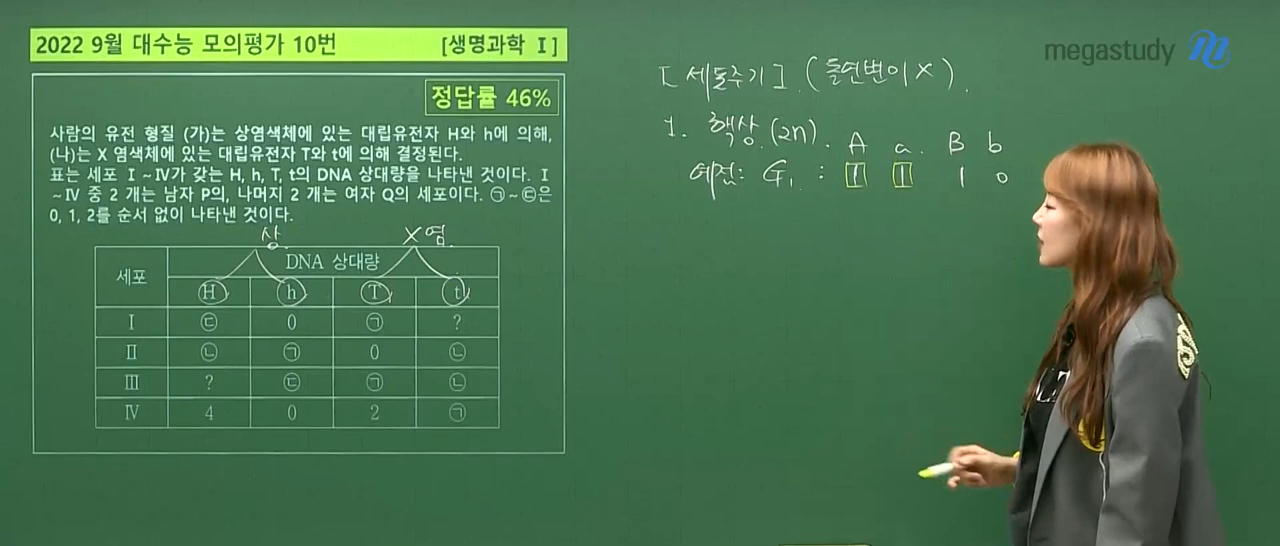 2022 9월 대수능 모의평가 10번 [생명과학 Ⅰ]
megastudy
정답률 46%
사람의 유전 형질 (가)는 상염색체에 있는 대립유전자 H와 h에 의해,
(나)는 X 염색체에 있는 대립유전자 T와 t에 의해 결정된다.
표는 세포 Ⅰ~Ⅳ가 갖는 H, h, T, t의 DNA 상대량을 나타낸 것이다. Ⅰ
~Ⅳ 중 2 개는 남자 P의, 나머지 2 개는 여자 Q의 세포이다. ㉠~㉢은
0, 1, 2를 순서 없이 나타낸 것이다.
상 X염.
세포 DNA 상대량
H h T t
Ⅰ ㉢ 0 ㉠ ?
Ⅱ ㉡ ㉠ 0 ㉡
Ⅲ ? ㉢ ㉠ ㉡
Ⅳ 4 0 2 ㉠
[세포주기]. (돌연변이 X).
1. 핵상.(2n). A a. B b
예전: G₁ : 1 1 1 0